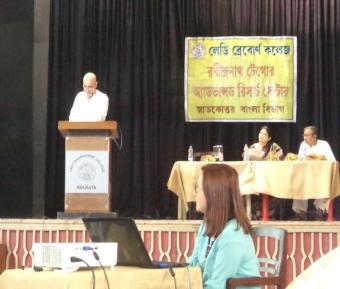 লেডি ব্রেবোর্ন কলেজ
রবীন্দ্রনাথ টেগোর
অ্যাডভান্সড রিসার্চ সেন্টার
স্নাতকোত্তর বাংলা বিভাগ
KOLKATA